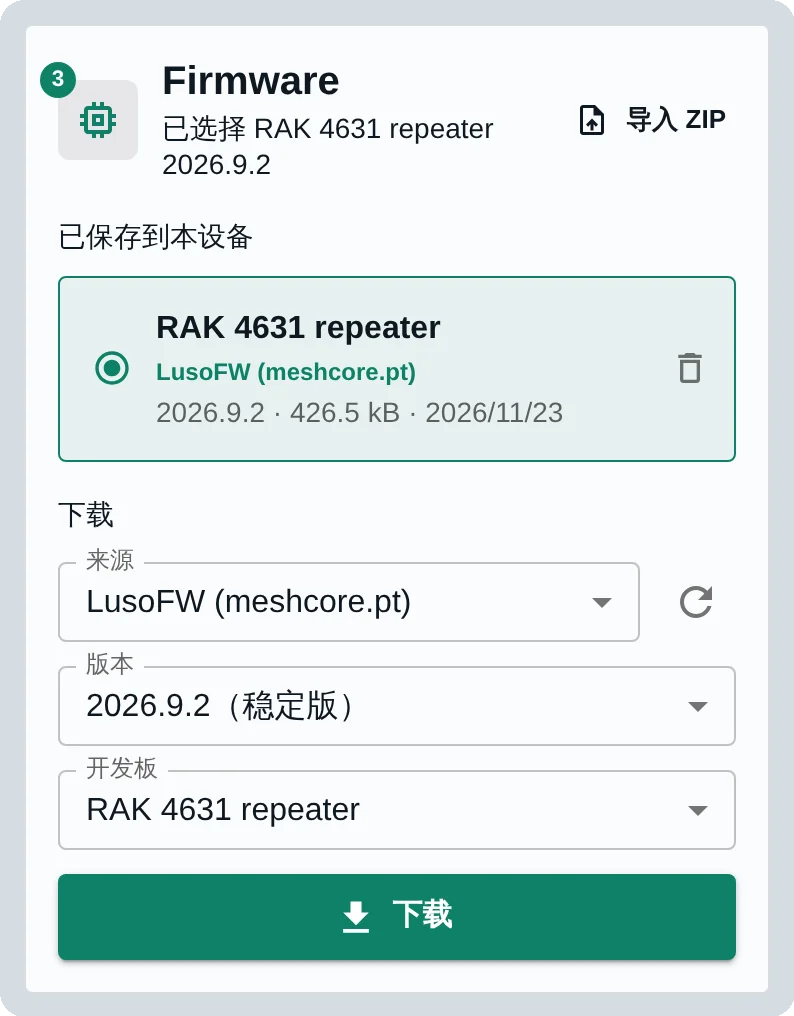 3
Firmware
已选择 RAK 4631 repeater
2026.9.2
导入 ZIP
已保存到本设备
RAK 4631 repeater
LusoFW (meshcore.pt)
2026.9.2 · 426.5 kB · 2026/11/23
下载
来源
LusoFW (meshcore.pt)
版本
2026.9.2（稳定版）
开发板
RAK 4631 repeater
下载